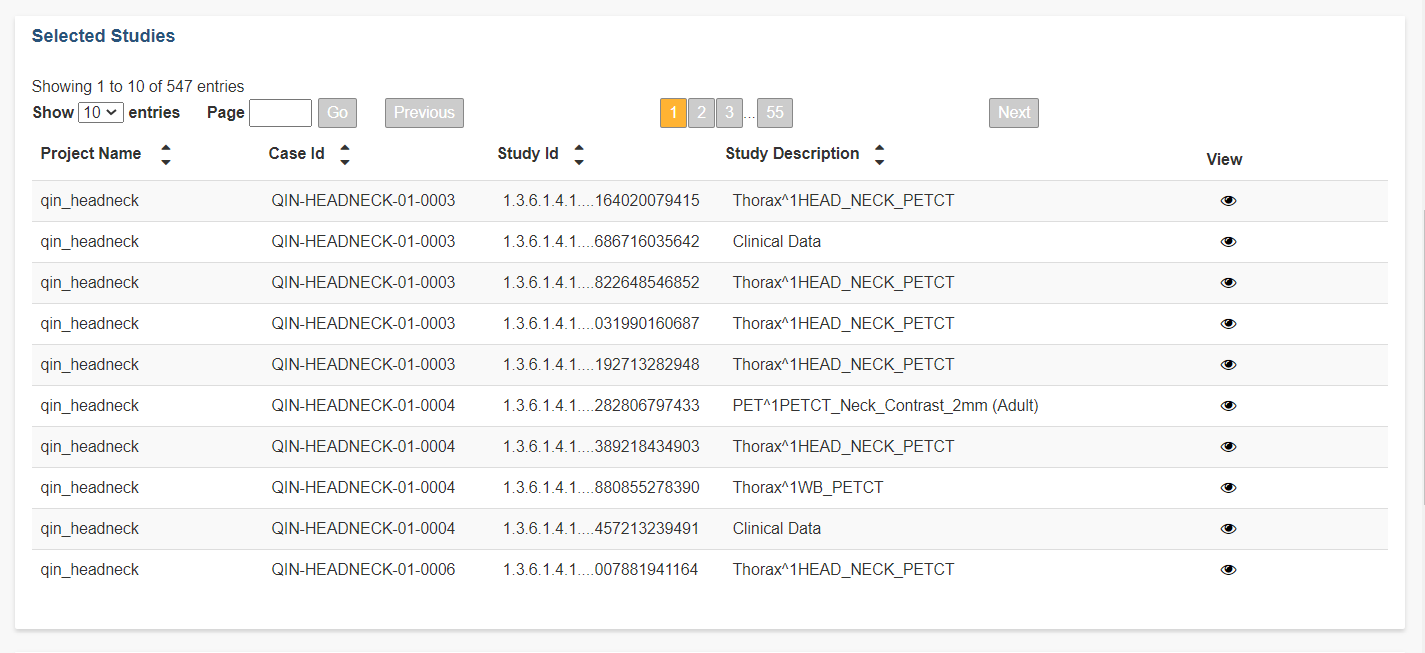 Selected Studies
Showing 1 to 10 of 547 entries
Show 10 entries Page Go Previous 1 2 3 ... 55 Next
Project Name Case Id Study Id Study Description View
qin_headneck QIN-HEADNECK-01-0003 1.3.6.1.4.1....164020079415 Thorax^1HEAD_NECK_PETCT
qin_headneck QIN-HEADNECK-01-0003 1.3.6.1.4.1....686716035642 Clinical Data
qin_headneck QIN-HEADNECK-01-0003 1.3.6.1.4.1....822648546852 Thorax^1HEAD_NECK_PETCT
qin_headneck QIN-HEADNECK-01-0003 1.3.6.1.4.1....031990160687 Thorax^1HEAD_NECK_PETCT
qin_headneck QIN-HEADNECK-01-0003 1.3.6.1.4.1....192713282948 Thorax^1HEAD_NECK_PETCT
qin_headneck QIN-HEADNECK-01-0004 1.3.6.1.4.1....282806797433 PET^1PETCT_Neck_Contrast_2mm (Adult)
qin_headneck QIN-HEADNECK-01-0004 1.3.6.1.4.1....389218434903 Thorax^1HEAD_NECK_PETCT
qin_headneck QIN-HEADNECK-01-0004 1.3.6.1.4.1....880855278390 Thorax^1WB_PETCT
qin_headneck QIN-HEADNECK-01-0004 1.3.6.1.4.1....457213239491 Clinical Data
qin_headneck QIN-HEADNECK-01-0006 1.3.6.1.4.1....007881941164 Thorax^1HEAD_NECK_PETCT